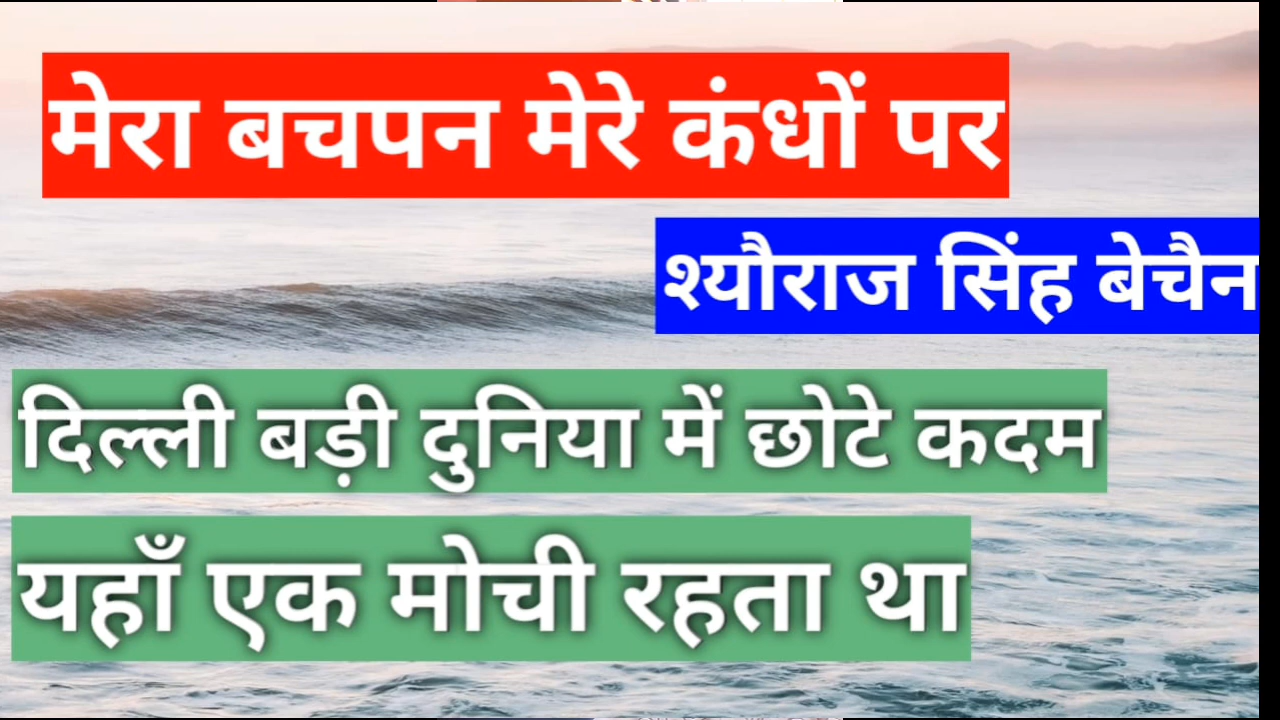 मेरा बचपन मेरे कंधों पर
श्यौराज सिंह बेचैन
दिल्ली बड़ी दुनिया में छोटे कदम
यहाँ एक मोची रहता था